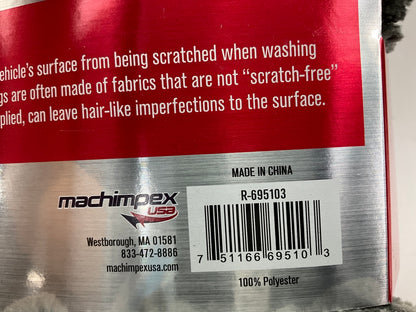 ehicle's surface from being scratched when washing
gs are often made of fabrics that are not "scratch-free"
plied, can leave hair-like imperfections to the surface.
MADE IN CHINA
R-695103
machimpex
usa
Westborough, MA 01581
833-472-8886
machimpexusa.com
7 51166 69510 3
100% Polyester